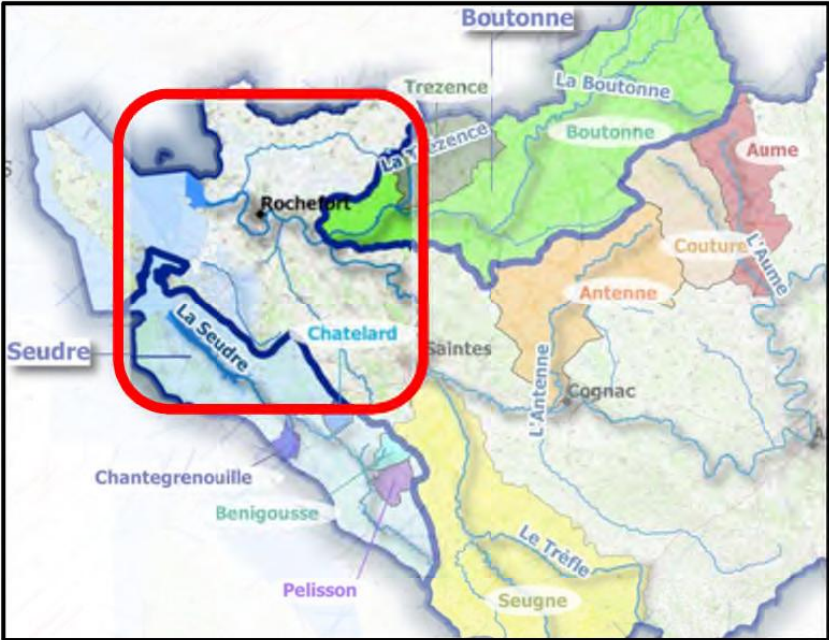 Boutonne
Trezence
La Boutonne
La Trezence
Boutonne
Aume
Rochefort
Couture
L'Aume
Antenne
La Seudre
Chatelard
Seudre
Saintes
L'Antenne
Cognac
Chantegrenouille
Benigousse
Le Trèfle
Pelisson
Seugne